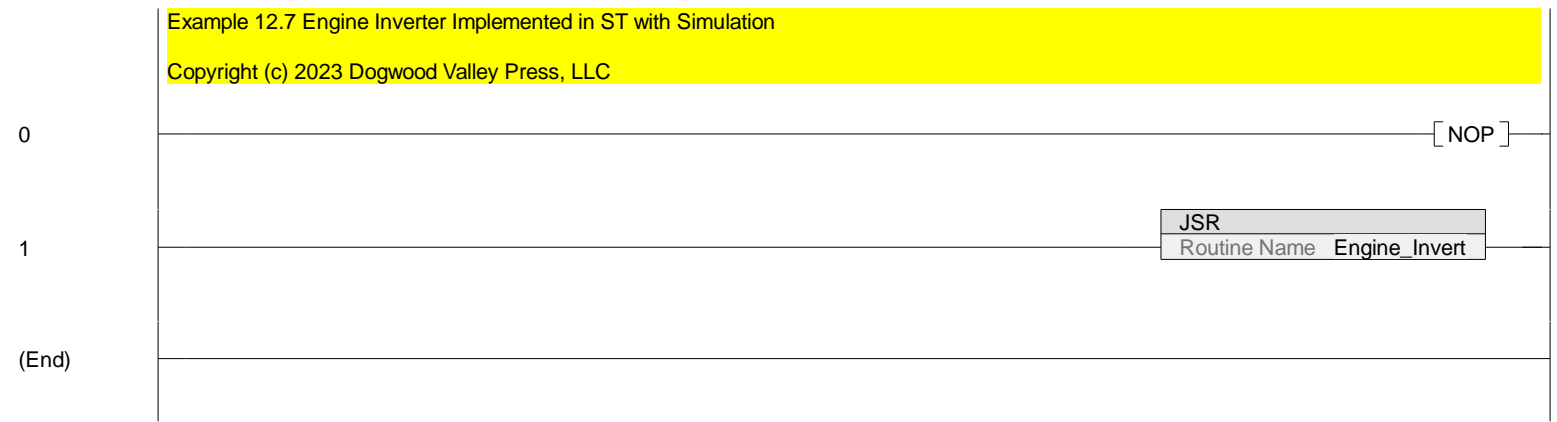 Example 12.7 Engine Inverter Implemented in ST with Simulation
Copyright (c) 2023 Dogwood Valley Press, LLC
0
NOP
JSR
1
Routine Name Engine_Invert
(End)